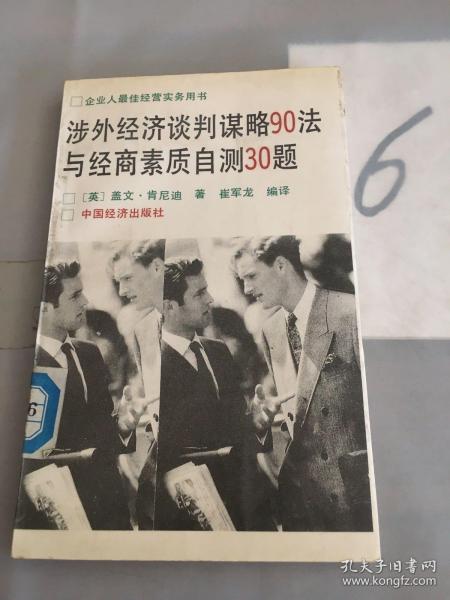 企业人最佳经营实务用书
涉外经济谈判谋略90法
与经商素质自测30题
[英]盖文·肯尼迪 著 崔军龙 编译
中国经济出版社
6
6
孔夫子旧书网
www.kongfz.com